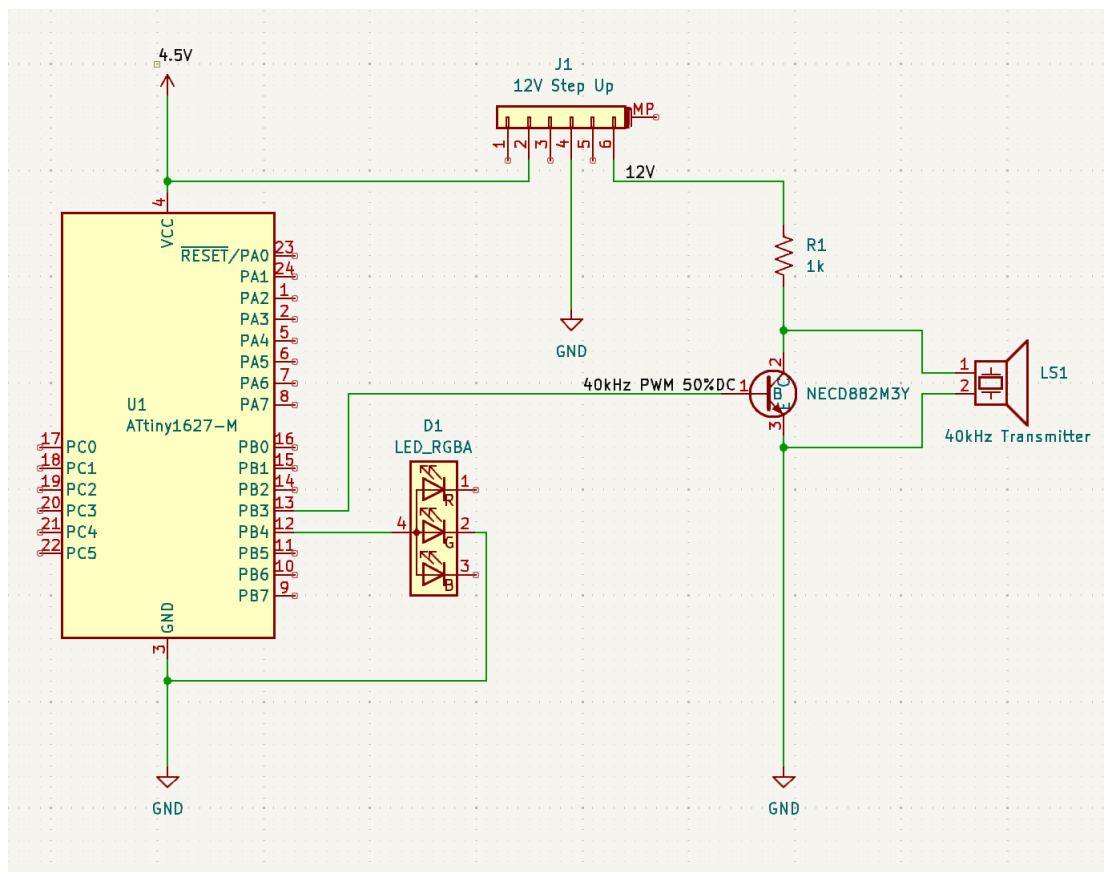 4.5V
J1
12V Step Up
MP
1
2
3
4
5
6
12V
4
VCC
RESET/PA0
23
PA1
24
PA2
1
PA3
2
PA4
5
PA5
6
PA6
7
PA7
8
R1
1k
GND
40kHz PWM 50%DC
1
2
B
C
E
3
NECD882M3Y
1
2
LS1
40kHz Transmitter
U1
ATtiny1627-M
D1
LED_RGBA
17
PC0
18
PC1
19
PC2
20
PC3
21
PC4
22
PC5
PB0
16
PB1
15
PB2
14
PB3
13
PB4
12
PB5
11
PB6
10
PB7
9
4
R
1
G
2
B
3
GND
3
GND
GND